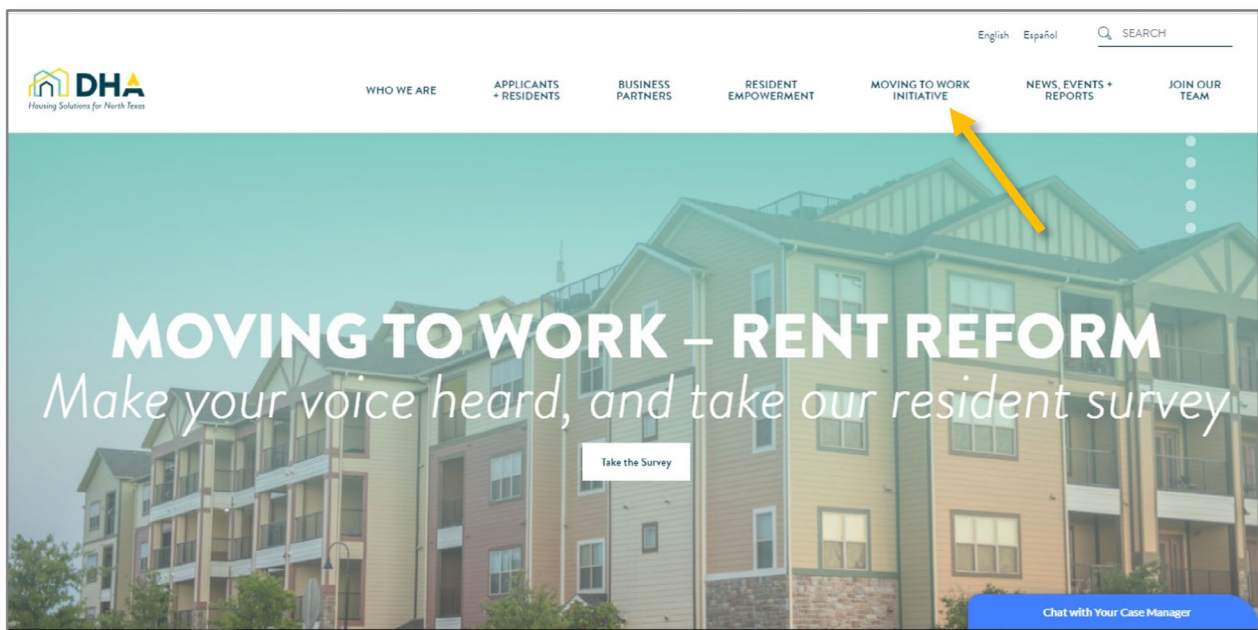 English Español SEARCH
DHA
Housing Solutions for North Texas
WHO WE ARE
APPLICANTS
+ RESIDENTS
BUSINESS
PARTNERS
RESIDENT
EMPOWERMENT
MOVING TO WORK
INITIATIVE
NEWS, EVENTS +
REPORTS
JOIN OUR
TEAM
MOVING TO WORK – RENT REFORM
Make your voice heard, and take our resident survey
Take the Survey
Chat with Your Case Manager